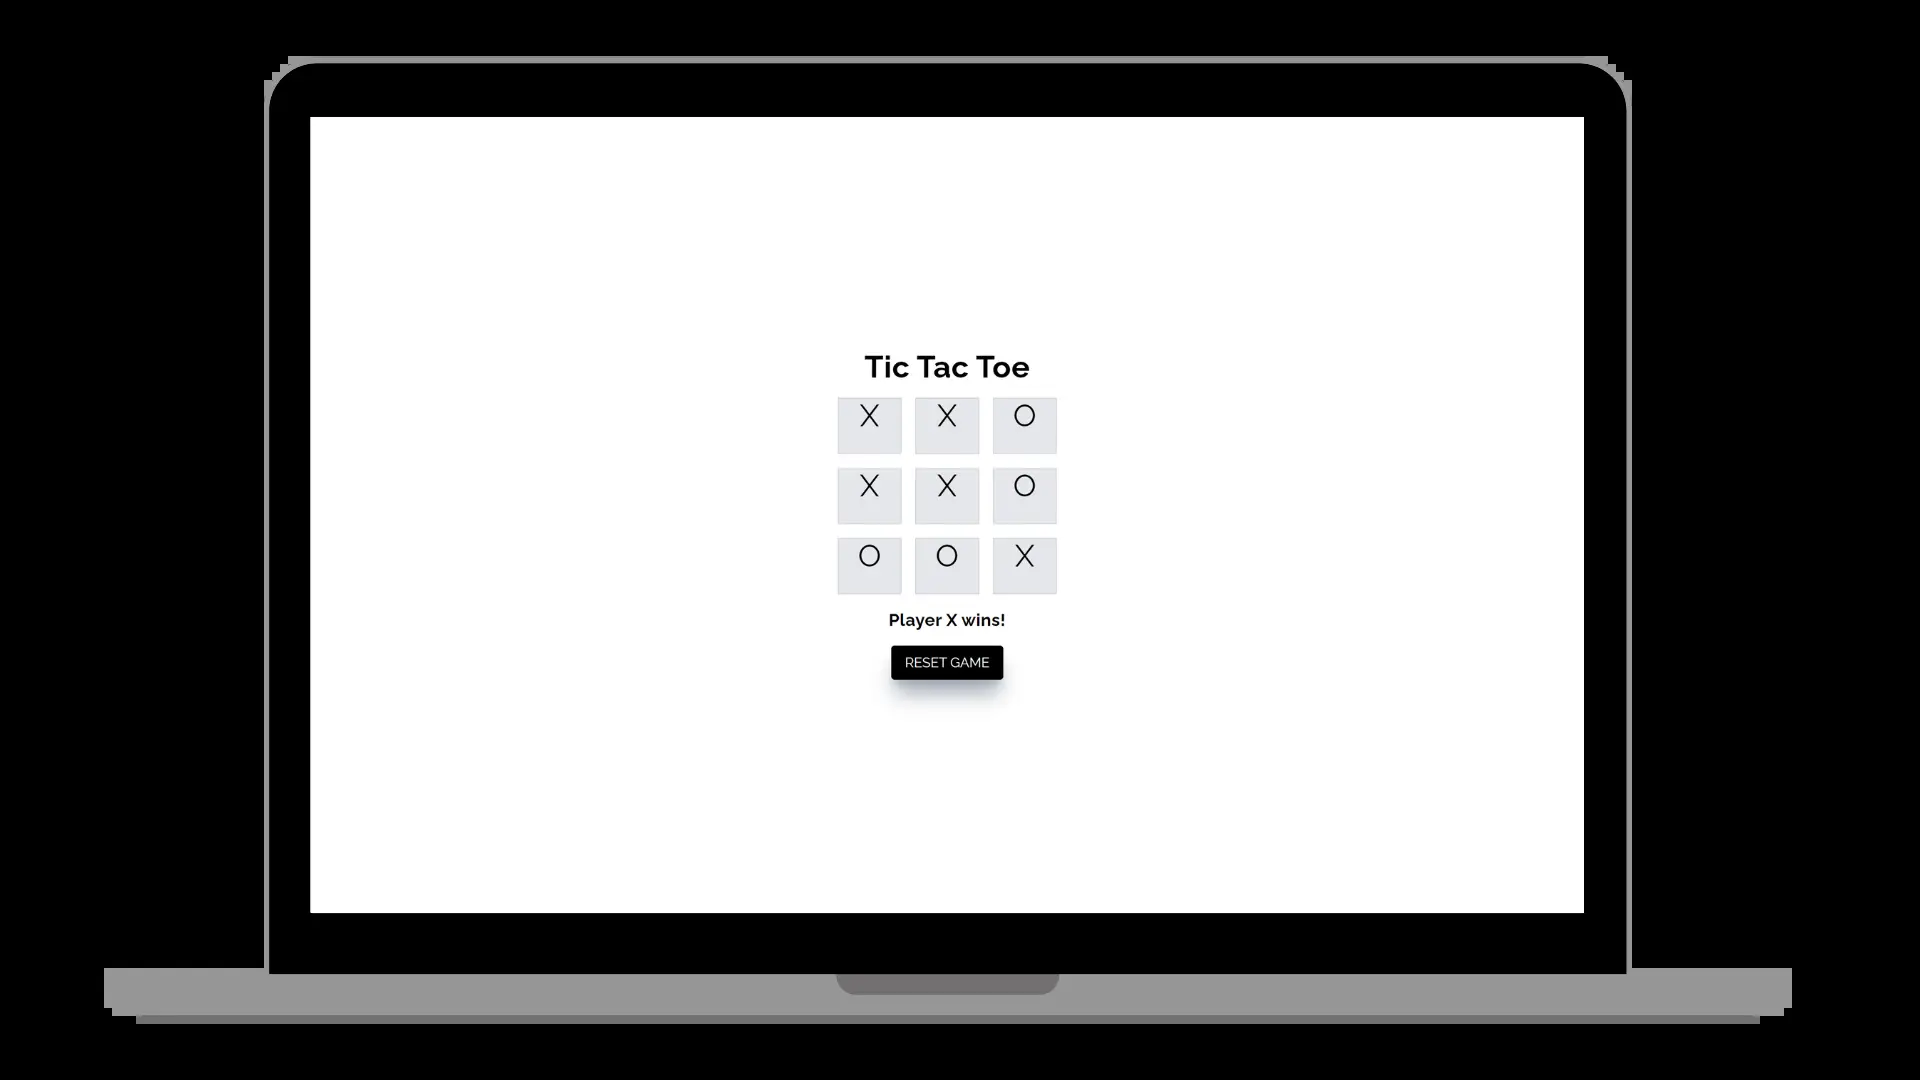 Tic Tac Toe
X X O
X X O
O O X
Player X wins!
RESET GAME